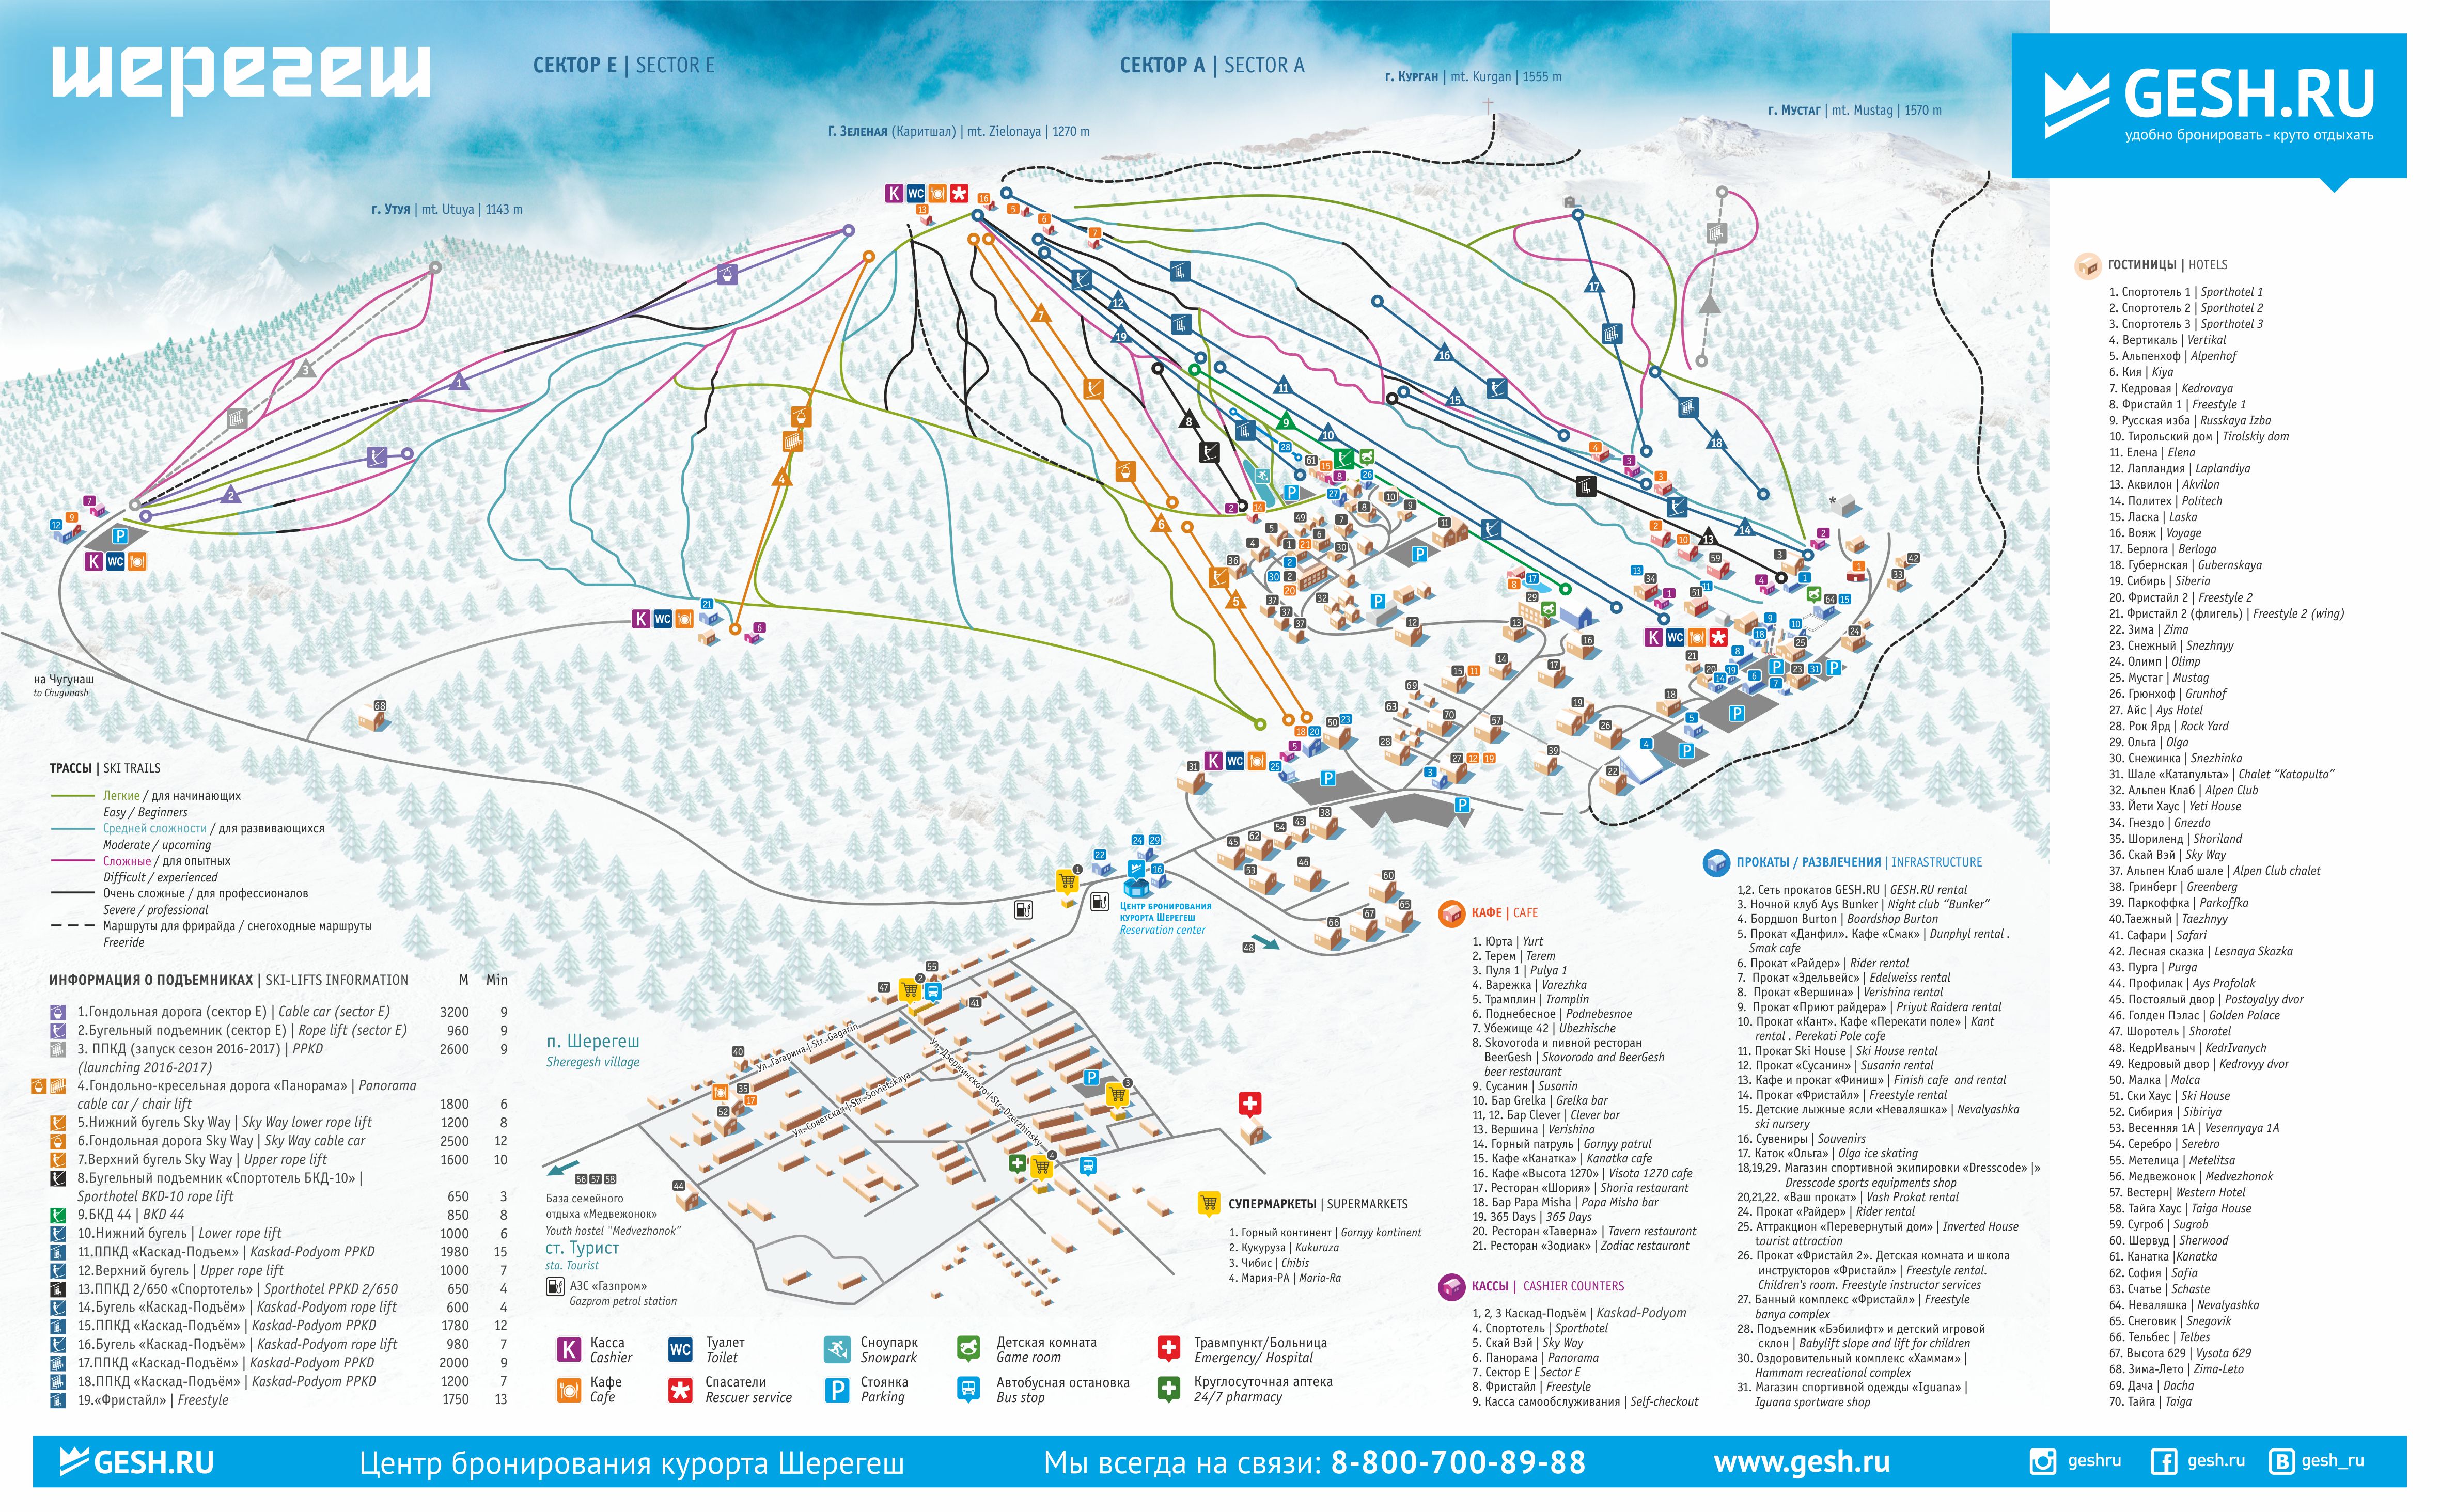 шерегеш
СЕКТОР Е | SECTOR E
СЕКТОР А | SECTOR A
г. Курган | mt. Kurgan | 1555 m
г. Мустаг | mt. Mustag | 1570 m
Г. Зеленая (Каритшал) | mt. Zielonaya | 1270 m
г. Утуя | mt. Utuya | 1143 m
GESH.RU
удобно бронировать - круто отдыхать
на Чугунаш
to Chugunash
ТРАССЫ | SKI TRAILS
Легкие / для начинающих
Easy / Beginners
Средней сложности / для развивающихся
Moderate / upcoming
Сложные / для опытных
Difficult / experienced
Очень сложные / для профессионалов
Severe / professional
Маршруты для фрирайда / снегоходные маршруты
Freeride
ИНФОРМАЦИЯ О ПОДЪЕМНИКАХ | SKI-LIFTS INFORMATION M Min
1.Гондольная дорога (сектор Е) | Cable car (sector E) 3200 9
2.Бугельный подъемник (сектор Е) | Rope lift (sector E) 960 9
3. ППКД (запуск сезон 2016-2017) | PPKD 2600 9
(launching 2016-2017)
4.Гондольно-кресельная дорога «Панорама» | Panorama
cable car / chair lift 1800 6
5.Нижний бугель Sky Way | Sky Way lower rope lift 1200 8
6.Гондольная дорога Sky Way | Sky Way cable car 2500 12
7.Верхний бугель Sky Way | Upper rope lift 1600 10
8.Бугельный подъемник «Спортотель БКД-10» |
Sporthotel BKD-10 rope lift 650 3
9.БКД 44 | BKD 44 850 8
10.Нижний бугель | Lower rope lift 1000 6
11.ППКД «Каскад-Подъем» | Kaskad-Podyom PPKD 1980 15
12.Верхний бугель | Upper rope lift 1000 7
13.ППКД 2/650 «Спортотель» | Sporthotel PPKD 2/650 650 4
14.Бугель «Каскад-Подъём» | Kaskad-Podyom rope lift 600 4
15.ППКД «Каскад-Подъём» | Kaskad-Podyom PPKD 1780 12
16.Бугель «Каскад-Подъём» | Kaskad-Podyom rope lift 980 7
17.ППКД «Каскад-Подъём» | Kaskad-Podyom PPKD 2000 9
18.ППКД «Каскад-Подъём» | Kaskad-Podyom PPKD 1200 7
19.«Фристайл» | Freestyle 1750 13
п. Шерегеш
Sheregesh village
Ул. Гагарина | Str. Gagarin
Ул. Советская | Str. Sovietskaya
Ул. Дзержинского | Str. Dzerzhinsky
Центр бронирования
курорта Шерегеш
Reservation center
База семейного
отдыха «Медвежонок»
Youth hostel "Medvezhonok"
ст. Турист
sta. Tourist
АЗС «Газпром»
Gazprom petrol station
K Касса
Cashier
Кафе
Cafe
WC Туалет
Toilet
Спасатели
Rescuer service
Сноупарк
Snowpark
P Стоянка
Parking
Детская комната
Game room
Автобусная остановка
Bus stop
Травмпункт/Больница
Emergency/ Hospital
Круглосуточная аптека
24/7 pharmacy
СУПЕРМАРКЕТЫ | SUPERMARKETS
1. Горный континент | Gornyy kontinent
2. Кукуруза | Kukuruza
3. Чибис | Chibis
4. Мария-РА | Maria-Ra
КАФЕ | CAFE
1. Юрта | Yurt
2. Терем | Terem
3. Пуля 1 | Pulya 1
4. Варежка | Varezhka
5. Трамплин | Tramplin
6. Поднебесное | Podnebesnoe
7. Убежище 42 | Ubezhische
8. Skovoroda и пивной ресторан
BeerGesh | Skovoroda and BeerGesh
beer restaurant
9. Сусанин | Susanin
10. Бар Grelka | Grelka bar
11, 12. Бар Clever | Clever bar
13. Вершина | Verishina
14. Горный патруль | Gornyy patrul
15. Кафе «Канатка» | Kanatka cafe
16. Кафе «Высота 1270» | Visota 1270 cafe
17. Ресторан «Шория» | Shoria restaurant
18. Бар Papa Misha | Papa Misha bar
19. 365 Days | 365 Days
20. Ресторан «Таверна» | Tavern restaurant
21. Ресторан «Зодиак» | Zodiac restaurant
КАССЫ | CASHIER COUNTERS
1, 2, 3 Каскад-Подъём | Kaskad-Podyom
4. Спортотель | Sporthotel
5. Скай Вэй | Sky Way
6. Панорама | Panorama
7. Сектор Е | Sector E
8. Фристайл | Freestyle
9. Касса самообслуживания | Self-checkout
ПРОКАТЫ / РАЗВЛЕЧЕНИЯ | INFRASTRUCTURE
1,2. Сеть прокатов GESH.RU | GESH.RU rental
3. Ночной клуб Ays Bunker | Night club “Bunker”
4. Бордшоп Burton | Boardshop Burton
5. Прокат «Данфил». Кафе «Смак» | Dunphyl rental .
Smak cafe
6. Прокат «Райдер» | Rider rental
7. Прокат «Эдельвейс» | Edelweiss rental
8. Прокат «Вершина» | Verishina rental
9. Прокат «Приют райдера» | Priyut Raidera rental
10. Прокат «Кант». Кафе «Перекати поле» | Kant
rental . Perekati Pole cafe
11. Прокат Ski House | Ski House rental
12. Прокат «Сусанин» | Susanin rental
13. Кафе и прокат «Финиш» | Finish cafe and rental
14. Прокат «Фристайл» | Freestyle rental
15. Детские лыжные ясли «Неваляшка» | Nevalyashka
ski nursery
16. Сувениры | Souvenirs
17. Каток «Ольга» | Olga ice skating
18,19,29. Магазин спортивной экипировки «Dresscode» |»
Dresscode sports equipments shop
20,21,22. «Ваш прокат» | Vash Prokat rental
24. Прокат «Райдер» | Rider rental
25. Аттракцион «Перевернутый дом» | Inverted House
tourist attraction
26. Прокат «Фристайл 2». Детская комната и школа
инструкторов «Фристайл» | Freestyle rental.
Children's room. Freestyle instructor services
27. Банный комплекс «Фристайл» | Freestyle
banya complex
28. Подъемник «Бэбилифт» и детский игровой
склон | Babylift slope and lift for children
30. Оздоровительный комплекс «Хаммам» |
Hammam recreational complex
31. Магазин спортивной одежды «Iguana» |
Iguana sportware shop
ГОСТИНИЦЫ | HOTELS
1. Спортотель 1 | Sporthotel 1
2. Спортотель 2 | Sporthotel 2
3. Спортотель 3 | Sporthotel 3
4. Вертикаль | Vertikal
5. Альпенхоф | Alpenhof
6. Кия | Kiya
7. Кедровая | Kedrovaya
8. Фристайл 1 | Freestyle 1
9. Русская изба | Russkaya Izba
10. Тирольский дом | Tirolskiy dom
11. Елена | Elena
12. Лапландия | Laplandiya
13. Аквилон | Akvilon
14. Политех | Politech
15. Ласка | Laska
16. Вояж | Voyage
17. Берлога | Berloga
18. Губернская | Gubernskaya
19. Сибирь | Siberia
20. Фристайл 2 | Freestyle 2
21. Фристайл 2 (флигель) | Freestyle 2 (wing)
22. Зима | Zima
23. Снежный | Snezhnyy
24. Олимп | Olimp
25. Мустаг | Mustag
26. Грюнхоф | Grunhof
27. Айс | Ays Hotel
28. Рок Ярд | Rock Yard
29. Ольга | Olga
30. Снежинка | Snezhinka
31. Шале «Катапульта» | Chalet “Katapulta”
32. Альпен Клаб | Alpen Club
33. Йети Хаус | Yeti House
34. Гнездо | Gnezdo
35. Шориленд | Shoriland
36. Скай Вэй | Sky Way
37. Альпен Клаб шале | Alpen Club chalet
38. Гринберг | Greenberg
39. Паркоффка | Parkoffka
40.Таежный | Taezhnyy
41. Сафари | Safari
42. Лесная сказка | Lesnaya Skazka
43. Пурга | Purga
44. Профилак | Ays Profolak
45. Постоялый двор | Postoyalyy dvor
46. Голден Пэлас | Golden Palace
47. Шоротель | Shorotel
48. КедрИваныч | KedrIvanych
49. Кедровый двор | Kedrovyy dvor
50. Малка | Malca
51. Ски Хаус | Ski House
52. Сибирия | Sibiriya
53. Весенняя 1А | Vesennyaya 1A
54. Серебро | Serebro
55. Метелица | Metelitsa
56. Медвежонок | Medvezhonok
57. Вестерн| Western Hotel
58. Тайга Хаус | Taiga House
59. Сугроб | Sugrob
60. Шервуд | Sherwood
61. Канатка |Kanatka
62. София | Sofia
63. Счатье | Schaste
64. Неваляшка | Nevalyashka
65. Снеговик | Snegovik
66. Тельбес | Telbes
67. Высота 629 | Vysota 629
68. Зима-Лето | Zima-Leto
69. Дача | Dacha
70. Тайга | Taiga
GESH.RU
Центр бронирования курорта Шерегеш
Мы всегда на связи: 8-800-700-89-88
www.gesh.ru
geshru
gesh.ru
gesh_ru